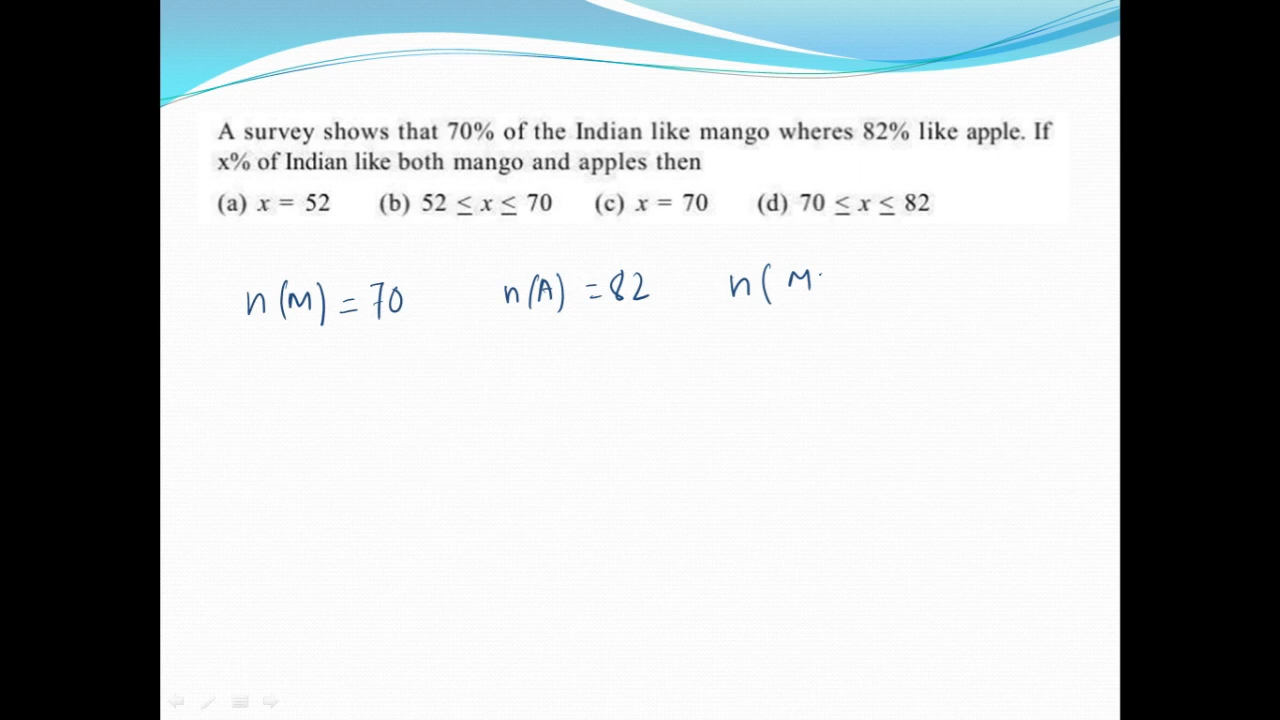 A survey shows that 70% of the Indian like mango wheres 82% like apple. If
x% of Indian like both mango and apples then
(a) x = 52 (b) 52 ≤ x ≤ 70 (c) x = 70 (d) 70 ≤ x ≤ 82
n(M) = 70 n(A) = 82 n( M